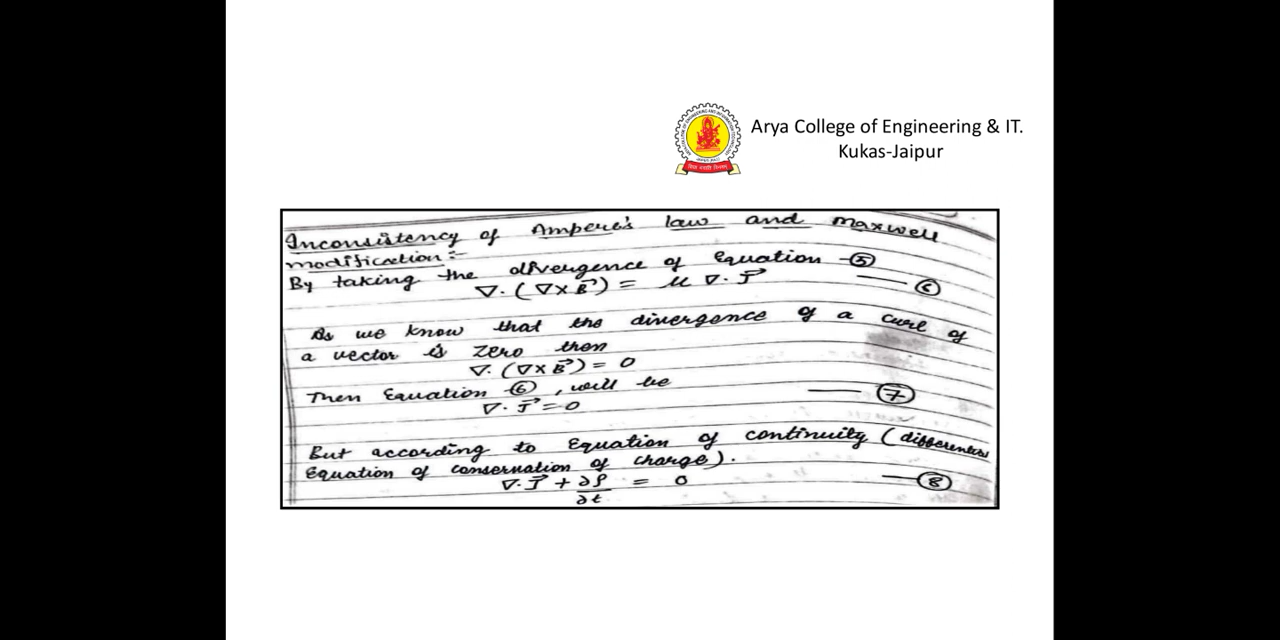 Arya College of Engineering & IT.
Kukas-Jaipur
Inconsistency of Ampere's law and Maxwell
modification:-
By taking the divergence of Equation -⑤
∇·(∇×B⃗) = μ ∇·J⃗ —— ⑥
As we know that the divergence of a curl of
a vector is zero then
∇·(∇×B⃗) = 0
Then Equation ⑥, will be
∇·J⃗ = 0 —— ⑦
But according to Equation of continuity (differential
Equation of conservation of charge).
∇·J⃗ + ∂ρ/∂t = 0 —— ⑧